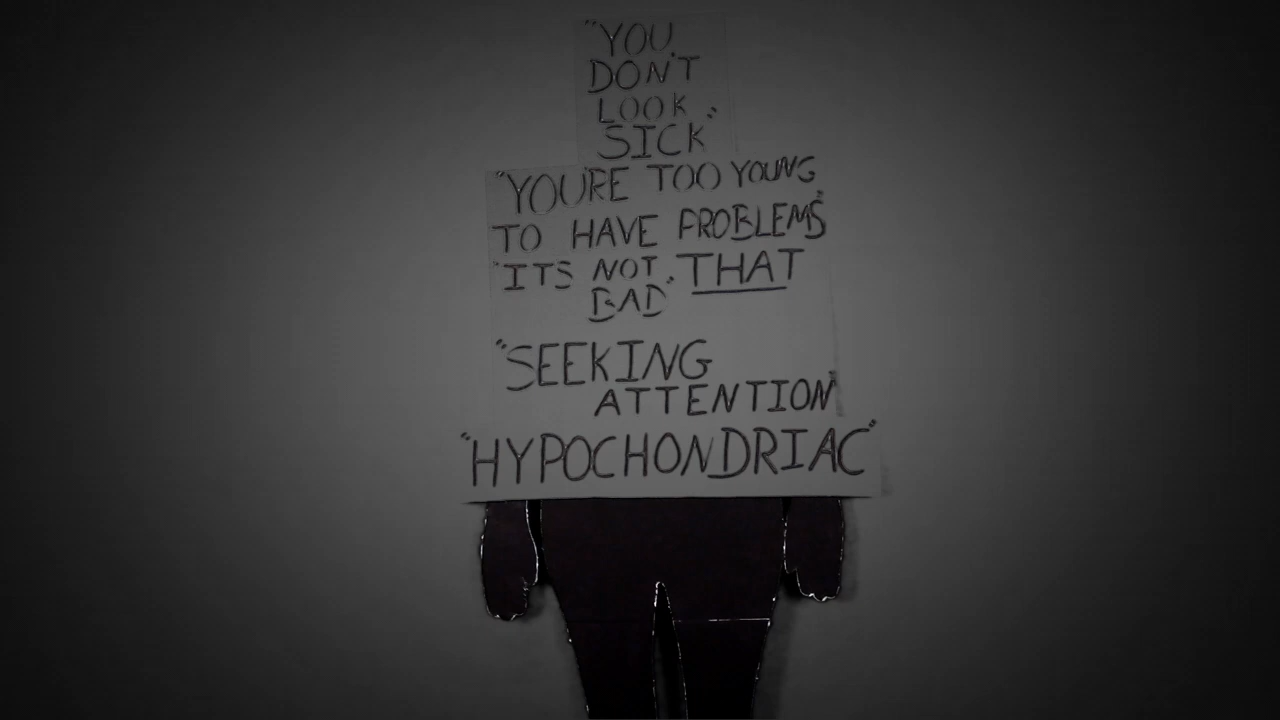 "YOU
DON'T
LOOK
SICK"
"YOU'RE TOO YOUNG
TO HAVE PROBLEMS"
"ITS NOT THAT
BAD"
"SEEKING
ATTENTION"
"HYPOCHONDRIAC"